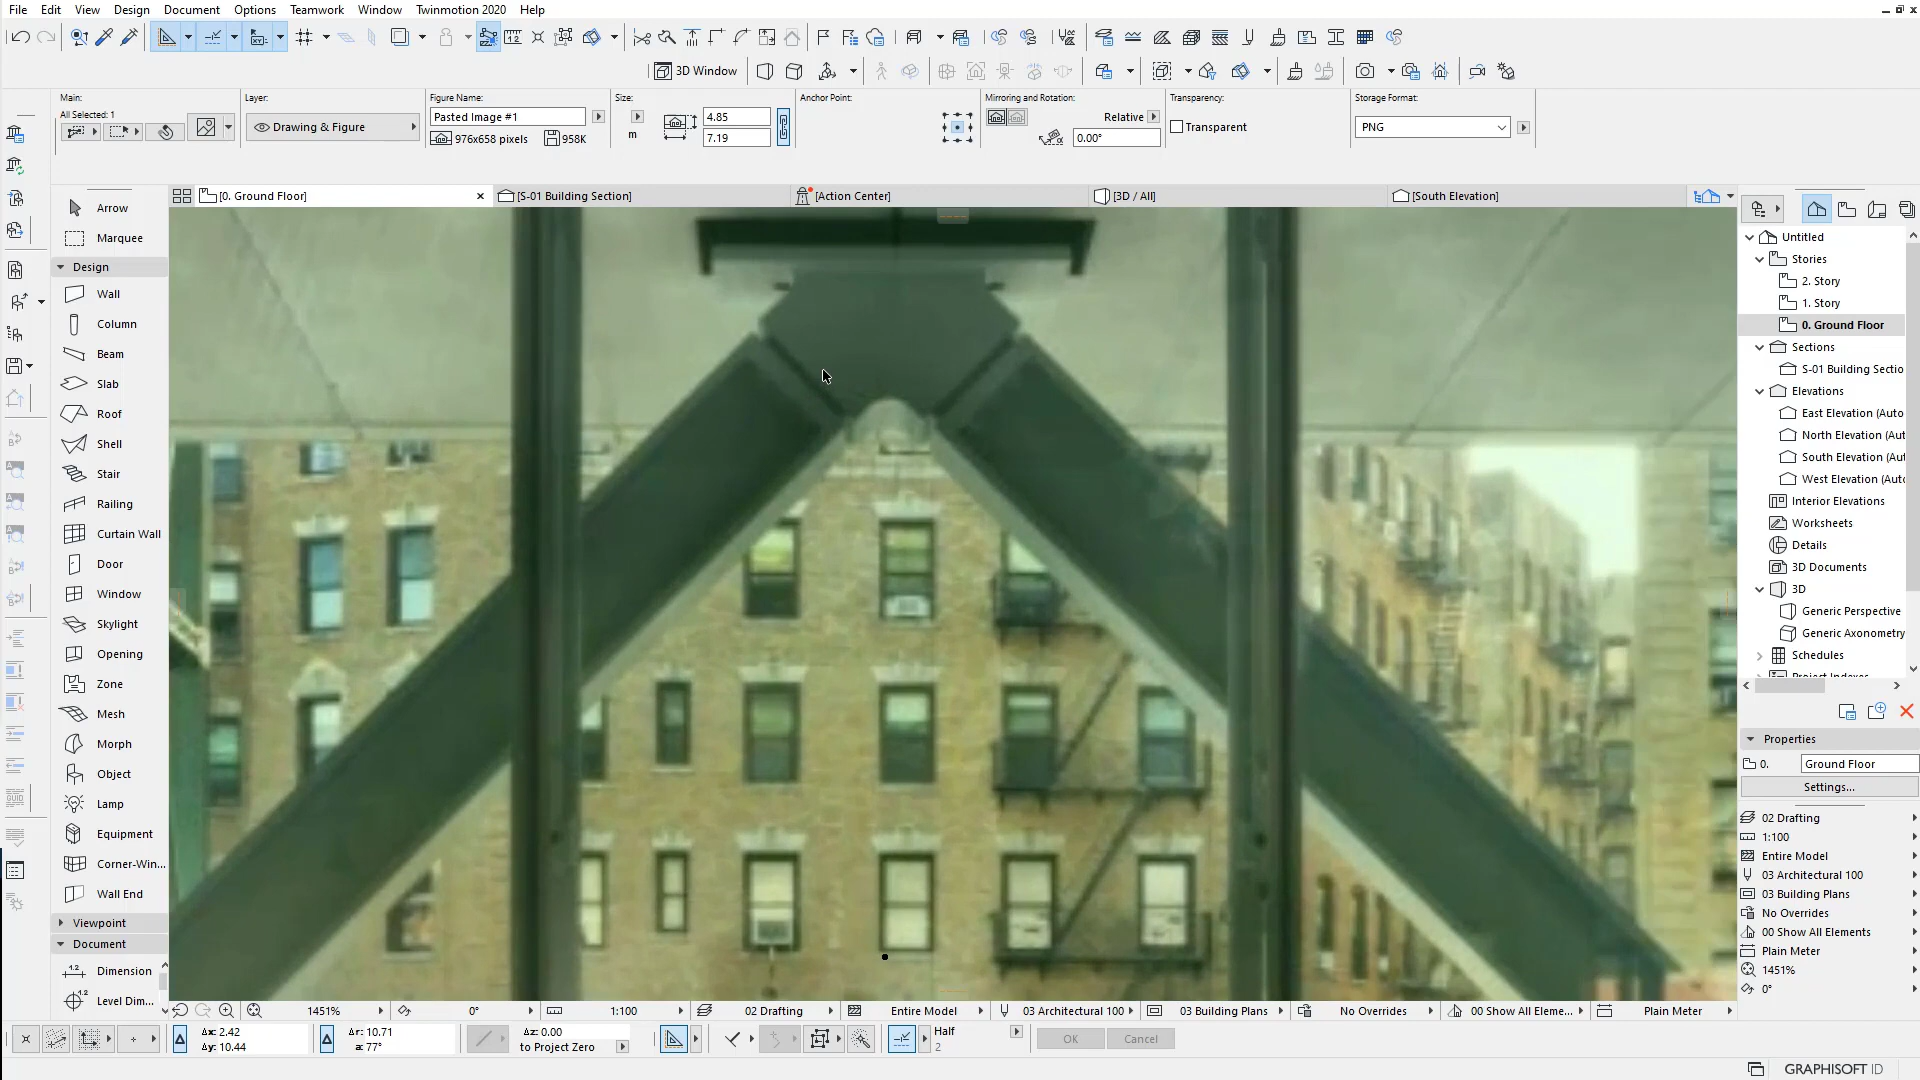 File Edit View Design Document Options Teamwork Window Twinmotion 2020 Help
3D Window
Main: Layer: Figure Name: Size: Anchor Point: Mirroring and Rotation: Transparency: Storage Format:
All Selected: 1
Drawing & Figure
Pasted Image #1
976x658 pixels
958K
m
4.85
7.19
Relative
0.00°
Transparent
PNG
[0. Ground Floor]
[S-01 Building Section]
[Action Center]
[3D / All]
[South Elevation]
Arrow
Marquee
Design
Wall
Column
Beam
Slab
Roof
Shell
Stair
Railing
Curtain Wall
Door
Window
Skylight
Opening
Zone
Mesh
Morph
Object
Lamp
Equipment
Corner-Win...
Wall End
Viewpoint
Document
Dimension
Level Dim...
Untitled
Stories
2. Story
1. Story
0. Ground Floor
Sections
S-01 Building Sectio
Elevations
East Elevation (Auto
North Elevation (Aut
South Elevation (Aut
West Elevation (Auto
Interior Elevations
Worksheets
Details
3D Documents
3D
Generic Perspective
Generic Axonometry
Schedules
Project Indexes
Properties
0.
Ground Floor
Settings...
02 Drafting
1:100
Entire Model
03 Architectural 100
03 Building Plans
No Overrides
00 Show All Elements
Plain Meter
1451%
0°
1451% 0° 1:100 02 Drafting Entire Model 03 Architectural 100 03 Building Plans No Overrides 00 Show All Eleme... Plain Meter
Δx: 2.42
Δy: 10.44
Δr: 10.71
a: 77°
Δz: 0.00
to Project Zero
Half
2
OK
Cancel
GRAPHISOFT ID